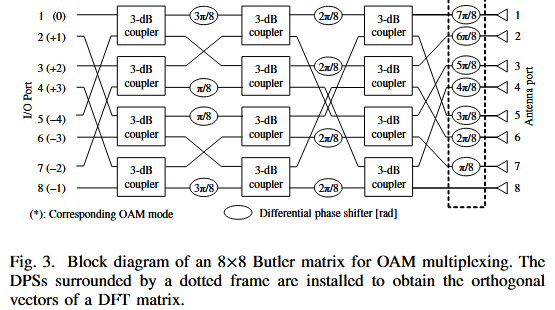 1 (0) 3-dB coupler 3π/8 3-dB coupler 2π/8 3-dB coupler 7π/8 1
2 (+1) 6π/8 2
3 (+2) 3-dB coupler 3-dB coupler 2π/8 3-dB coupler 5π/8 3
4 (+3) π/8 4π/8 4
I/O Port
Antenna port
5 (−4) 3-dB coupler π/8 3-dB coupler 3-dB coupler 3π/8 5
6 (−3) 2π/8 2π/8 6
7 (−2) 3-dB coupler 3-dB coupler 3-dB coupler π/8 7
8 (−1) 3π/8 2π/8 8
(*): Corresponding OAM mode Differential phase shifter [rad]
Fig. 3. Block diagram of an 8×8 Butler matrix for OAM multiplexing. The
DPSs surrounded by a dotted frame are installed to obtain the orthogonal
vectors of a DFT matrix.